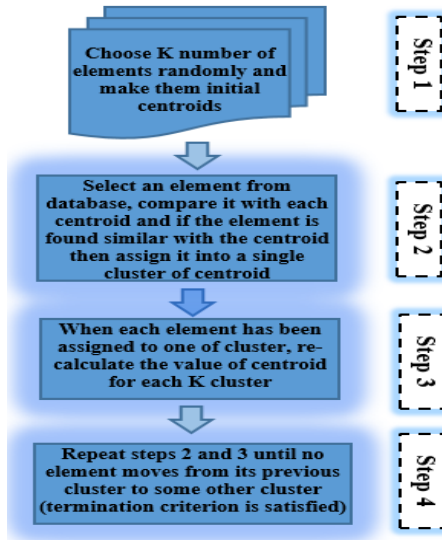 Choose K number of
elements randomly and
make them initial
centroids
Step 1
Select an element from
database, compare it with each
centroid and if the element is
found similar with the centroid
then assign it into a single
cluster of centroid
Step 2
When each element has been
assigned to one of cluster, re-
calculate the value of centroid
for each K cluster
Step 3
Repeat steps 2 and 3 until no
element moves from its previous
cluster to some other cluster
(termination criterion is satisfied)
Step 4